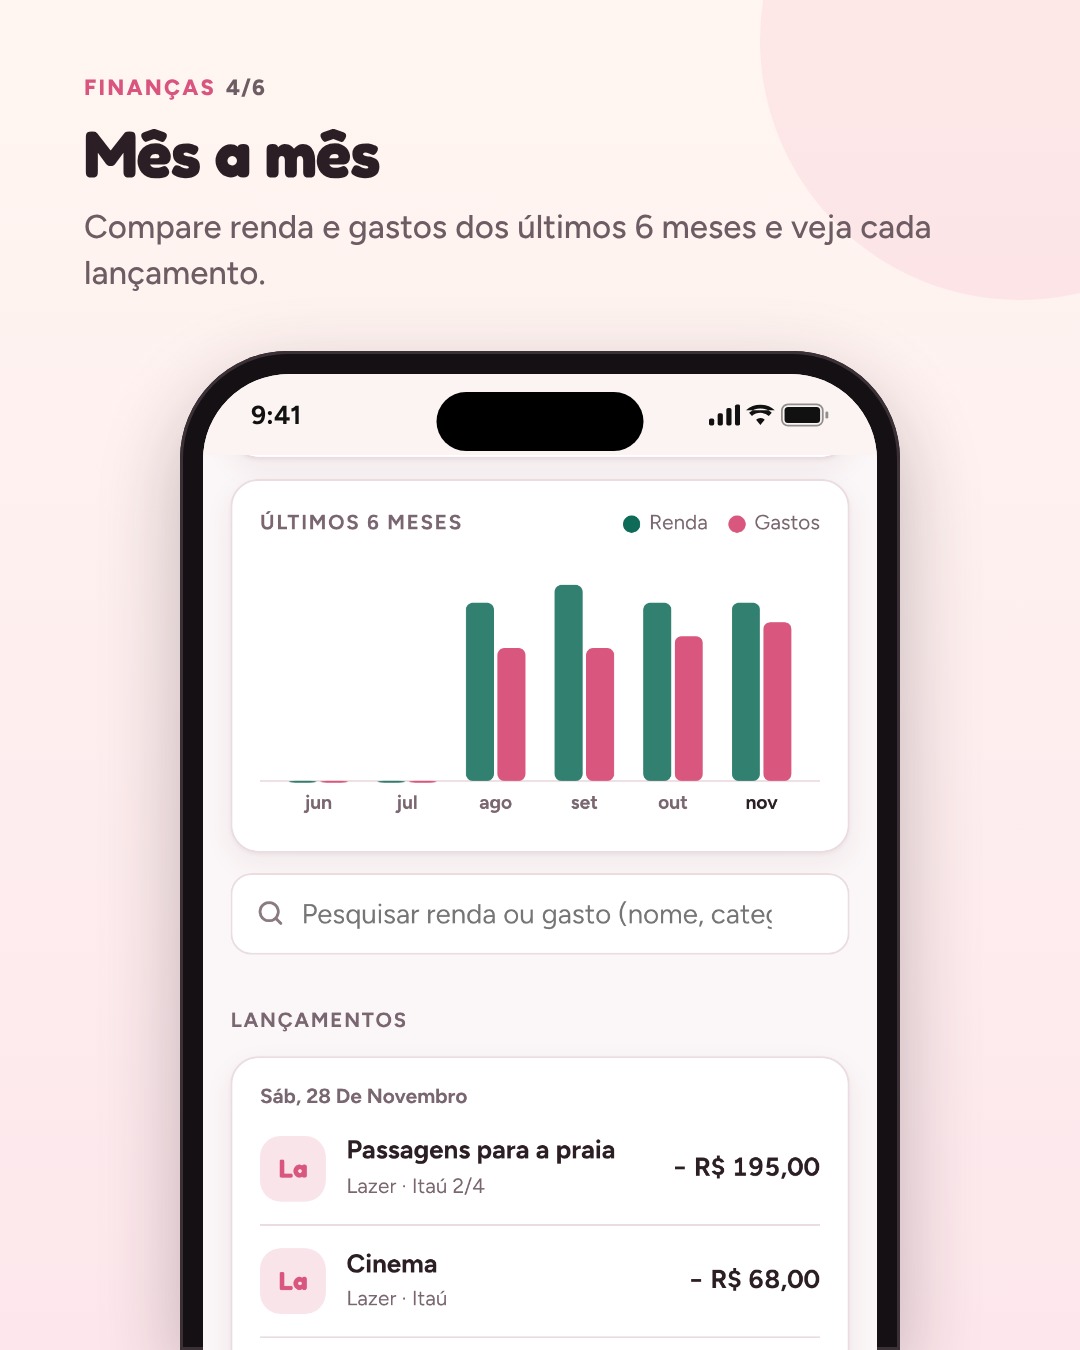 FINANÇAS 4/6
Mês a mês
Compare renda e gastos dos últimos 6 meses e veja cada
lançamento.
9:41
ÚLTIMOS 6 MESES
Renda Gastos
jun jul ago set out nov
Pesquisar renda ou gasto (nome, categ
LANÇAMENTOS
Sáb, 28 De Novembro
La
Passagens para a praia
Lazer · Itaú 2/4
- R$ 195,00
La
Cinema
Lazer · Itaú
- R$ 68,00